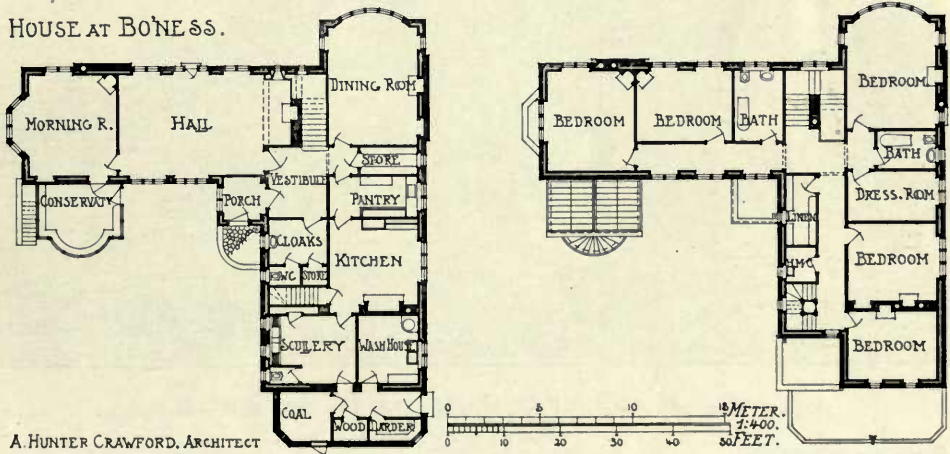 HOUSE AT BO'NESS.
DINING ROOM
MORNING R.
HALL
STORE
VESTIBULE
PANTRY
CONSERVATY
PORCH
CLOAKS
KITCHEN
WC
STORE
SCULLERY
WASH HOUSE
COAL
WOOD
LARDER
A. HUNTER CRAWFORD, ARCHITECT
BEDROOM
BEDROOM
BEDROOM
BATH
BATH
DRESS. ROOM
LINEN
BEDROOM
H.M.C
BEDROOM
0 5 10 15 METER.
1:400.
0 10 20 30 40 50 FEET.